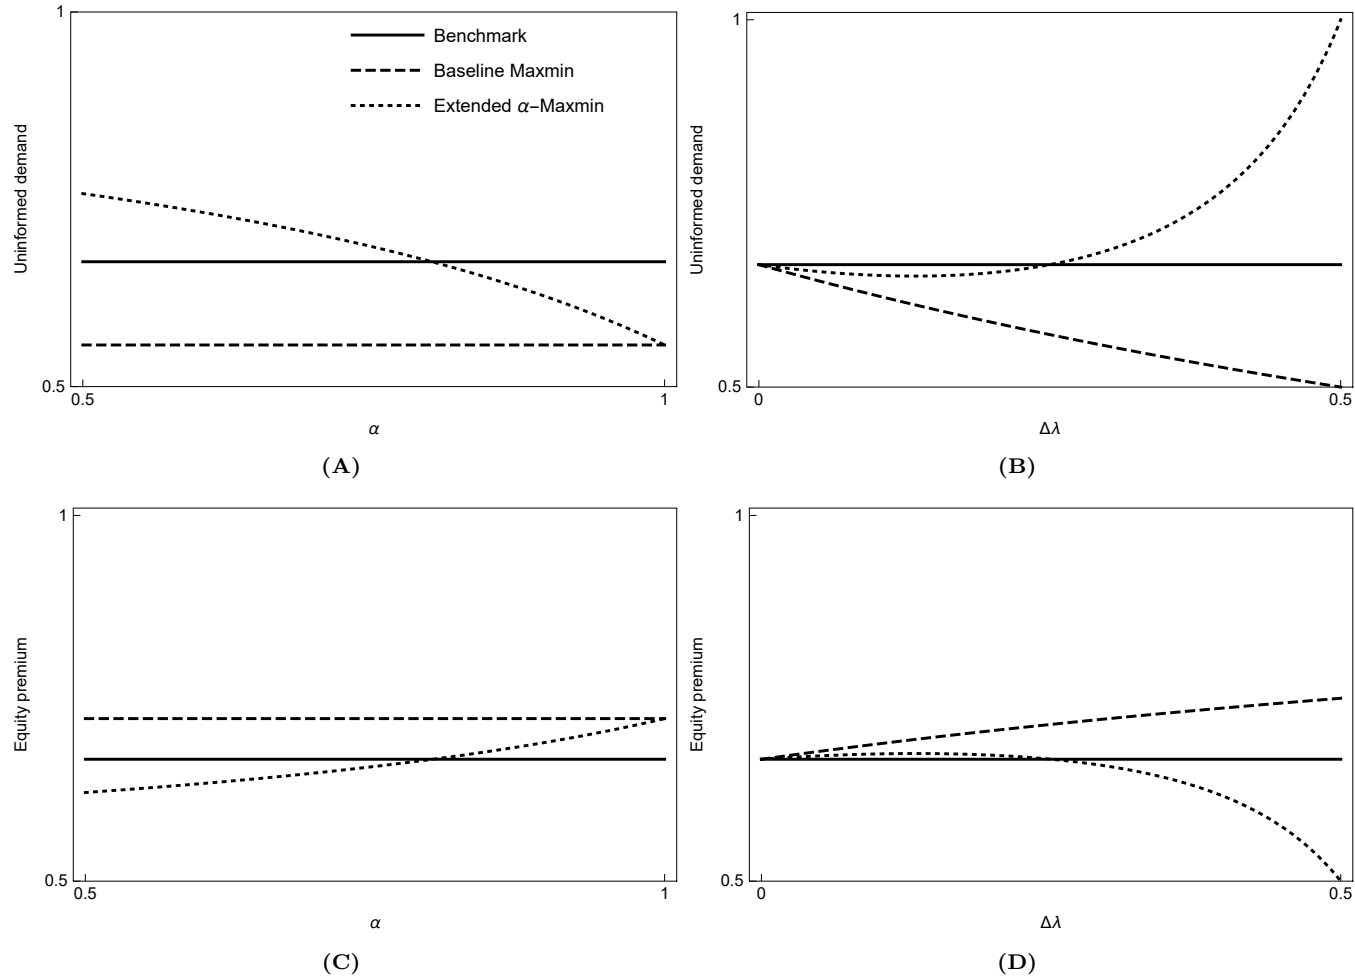 1
Benchmark
Baseline Maxmin
Extended α−Maxmin
Uninformed demand
0.5
0.5
1
α
(A)
1
Uninformed demand
0.5
0
0.5
Δλ
(B)
1
Equity premium
0.5
0.5
1
α
(C)
1
Equity premium
0.5
0
0.5
Δλ
(D)